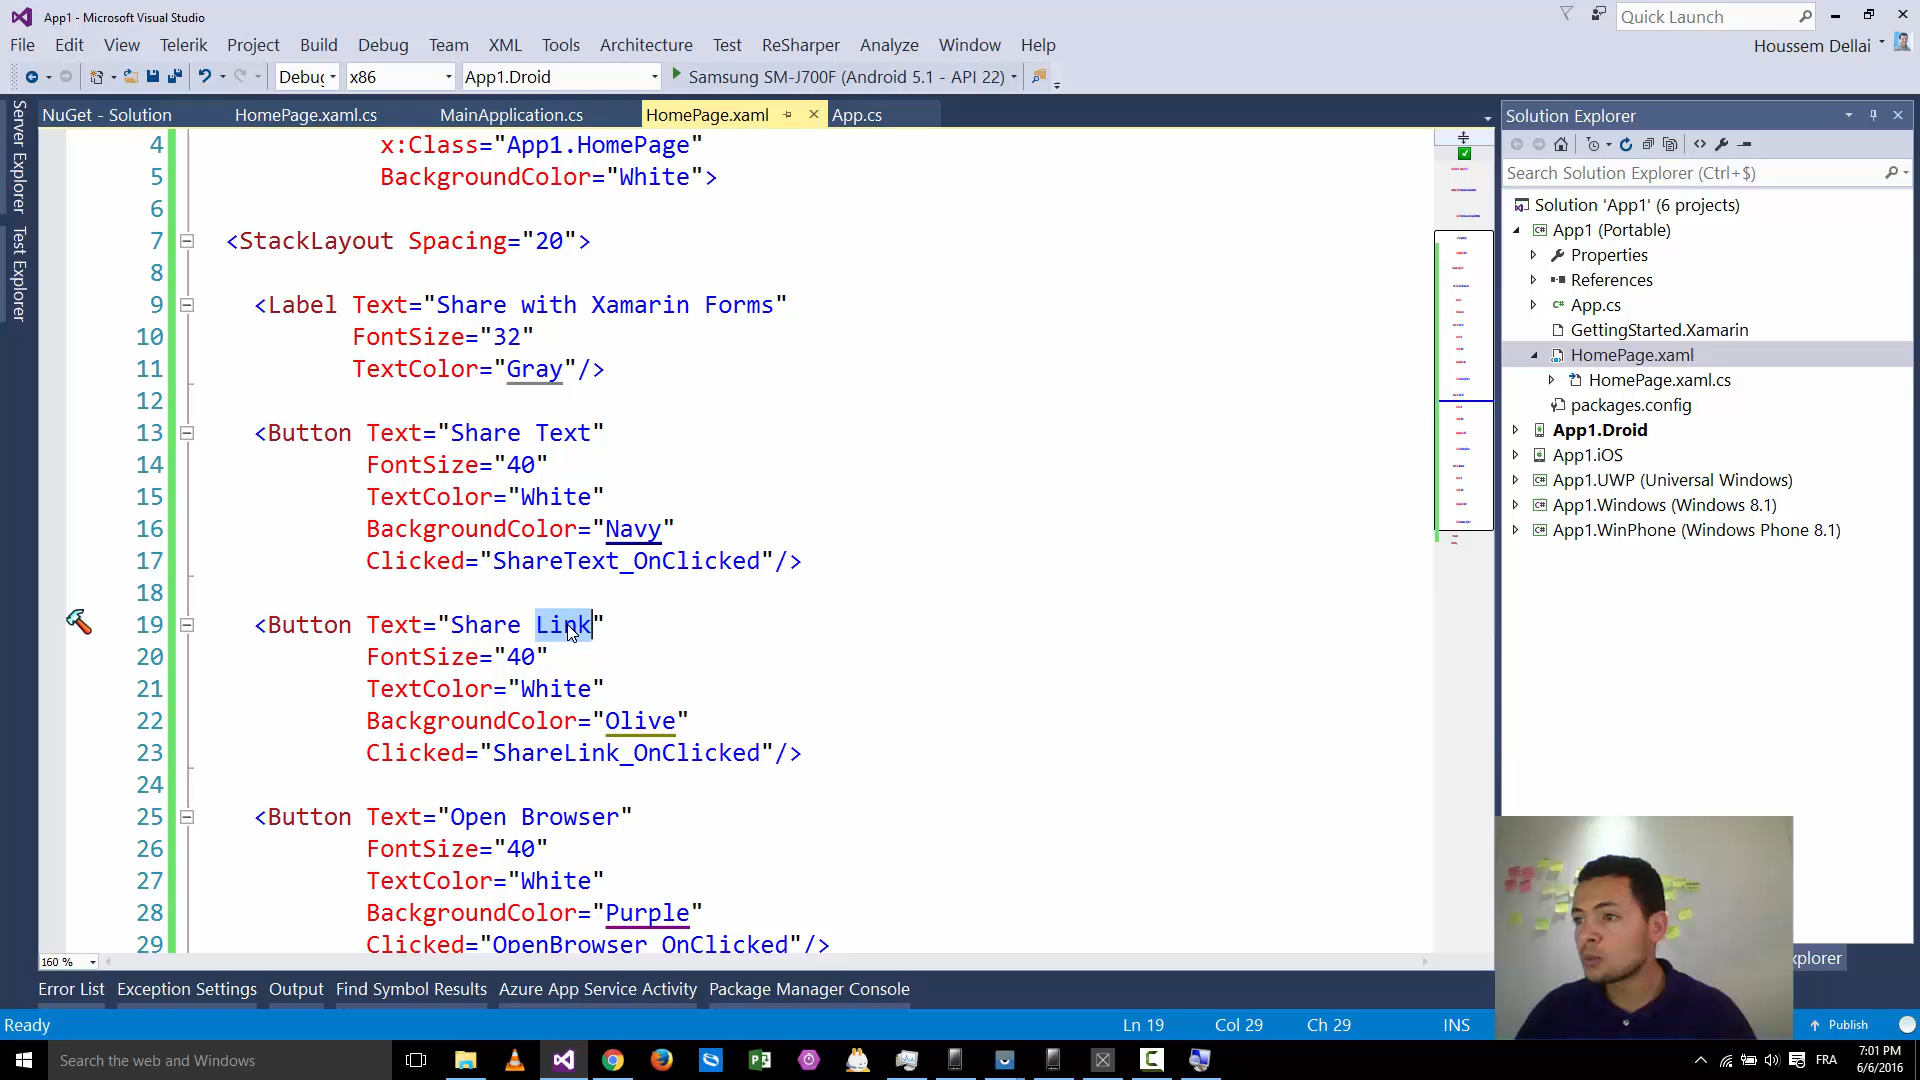 App1 - Microsoft Visual Studio
Quick Launch
File Edit View Telerik Project Build Debug Team XML Tools Architecture Test ReSharper Analyze Window Help
Houssem Dellai
Debug x86 App1.Droid Samsung SM-J700F (Android 5.1 - API 22)
Server Explorer
Test Explorer
NuGet - Solution HomePage.xaml.cs MainApplication.cs HomePage.xaml App.cs
4 x:Class="App1.HomePage"
5 BackgroundColor="White">
6
7 <StackLayout Spacing="20">
8
9 <Label Text="Share with Xamarin Forms"
10 FontSize="32"
11 TextColor="Gray"/>
12
13 <Button Text="Share Text"
14 FontSize="40"
15 TextColor="White"
16 BackgroundColor="Navy"
17 Clicked="ShareText_OnClicked"/>
18
19 <Button Text="Share Link"
20 FontSize="40"
21 TextColor="White"
22 BackgroundColor="Olive"
23 Clicked="ShareLink_OnClicked"/>
24
25 <Button Text="Open Browser"
26 FontSize="40"
27 TextColor="White"
28 BackgroundColor="Purple"
29 Clicked="OpenBrowser_OnClicked"/>
160 %
Solution Explorer
Search Solution Explorer (Ctrl+$)
Solution 'App1' (6 projects)
App1 (Portable)
Properties
References
App.cs
GettingStarted.Xamarin
HomePage.xaml
HomePage.xaml.cs
packages.config
App1.Droid
App1.iOS
App1.UWP (Universal Windows)
App1.Windows (Windows 8.1)
App1.WinPhone (Windows Phone 8.1)
xplorer
Error List Exception Settings Output Find Symbol Results Azure App Service Activity Package Manager Console
Ready Ln 19 Col 29 Ch 29 INS Publish
Search the web and Windows
FRA
7:01 PM
6/6/2016